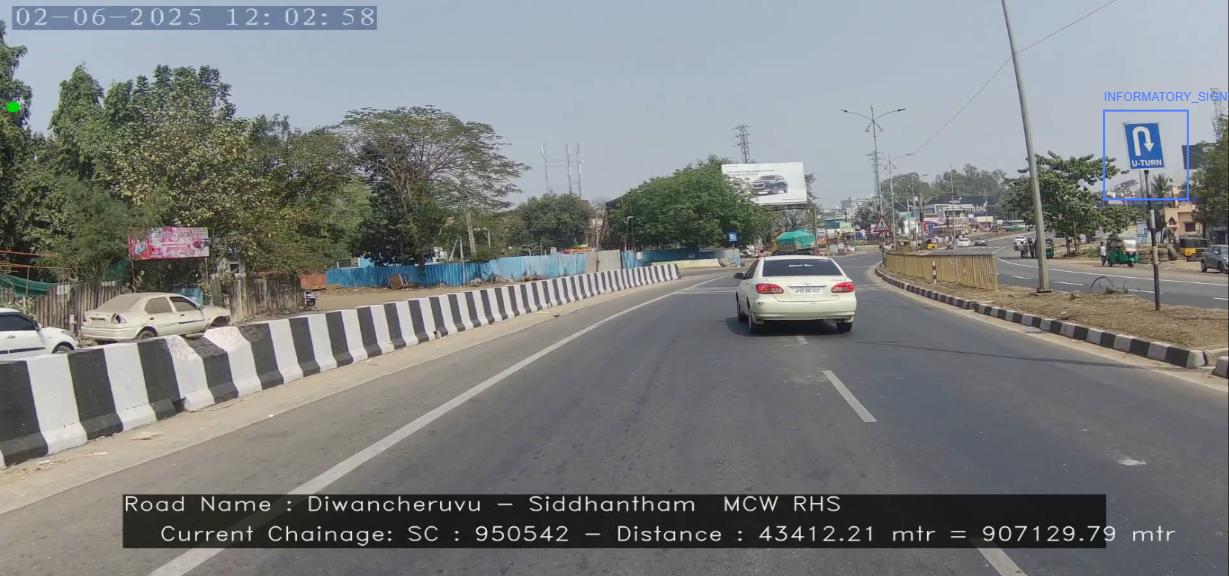 02-06-2025 12:02:58
INFORMATORY_SIGN
U-TURN
Road Name : Diwancheruvu - Siddhantham MCW RHS
Current Chainage: SC : 950542 - Distance : 43412.21 mtr = 907129.79 mtr